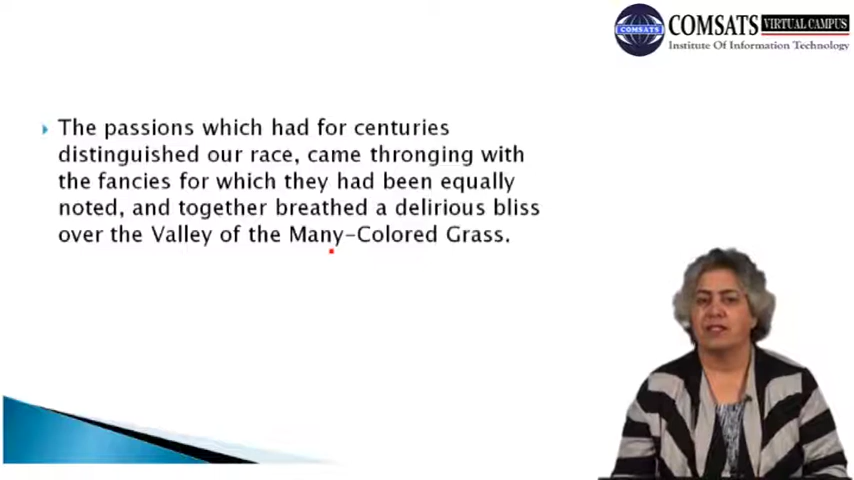 COMSATS VIRTUAL CAMPUS
Institute Of Information Technology
COMSATS
The passions which had for centuries
distinguished our race, came thronging with
the fancies for which they had been equally
noted, and together breathed a delirious bliss
over the Valley of the Many-Colored Grass.